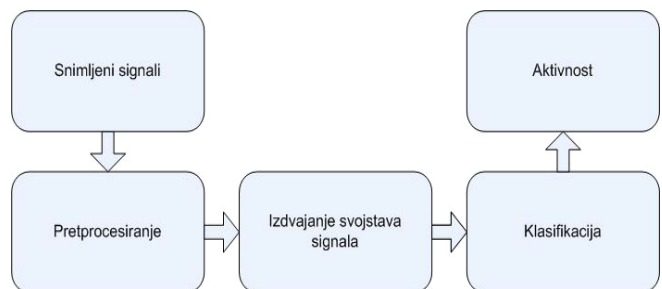 Snimljeni signali
Aktivnost
Pretprocesiranje
Izdvajanje svojstava
signala
Klasifikacija